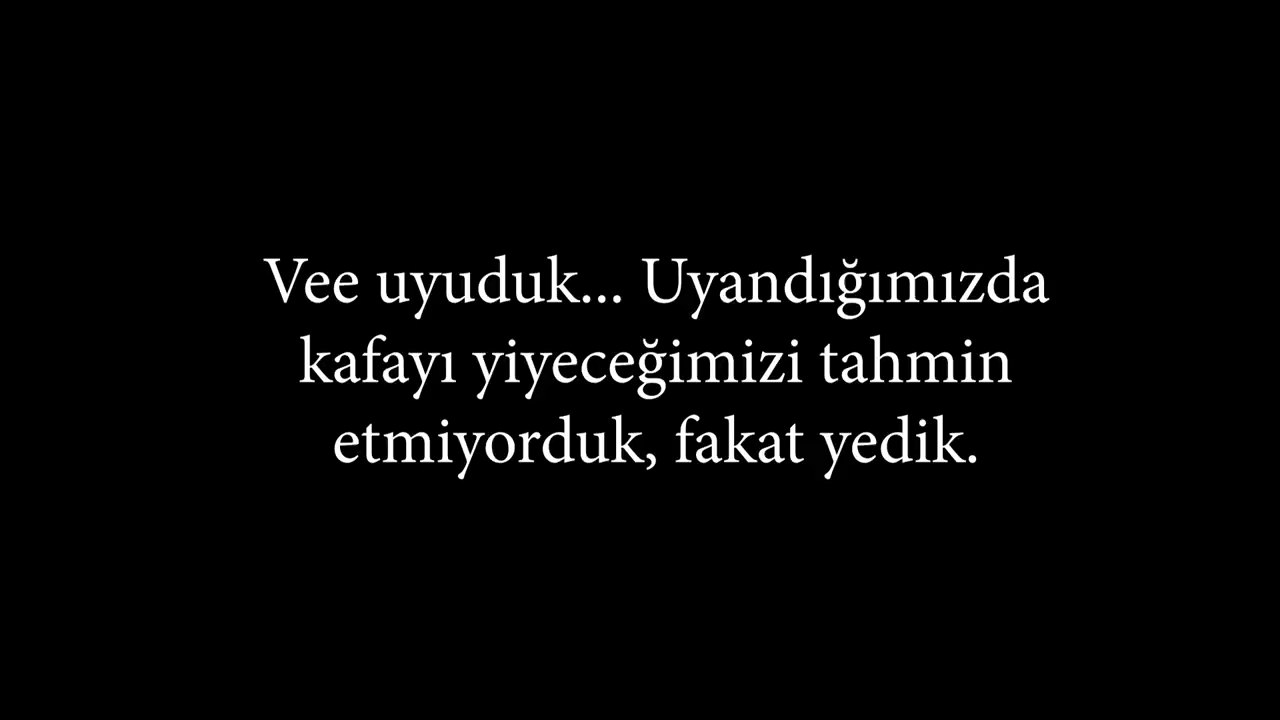 Vee uyuduk... Uyandığımızda
kafayı yiyeceğimizi tahmin
etmiyorduk, fakat yedik.